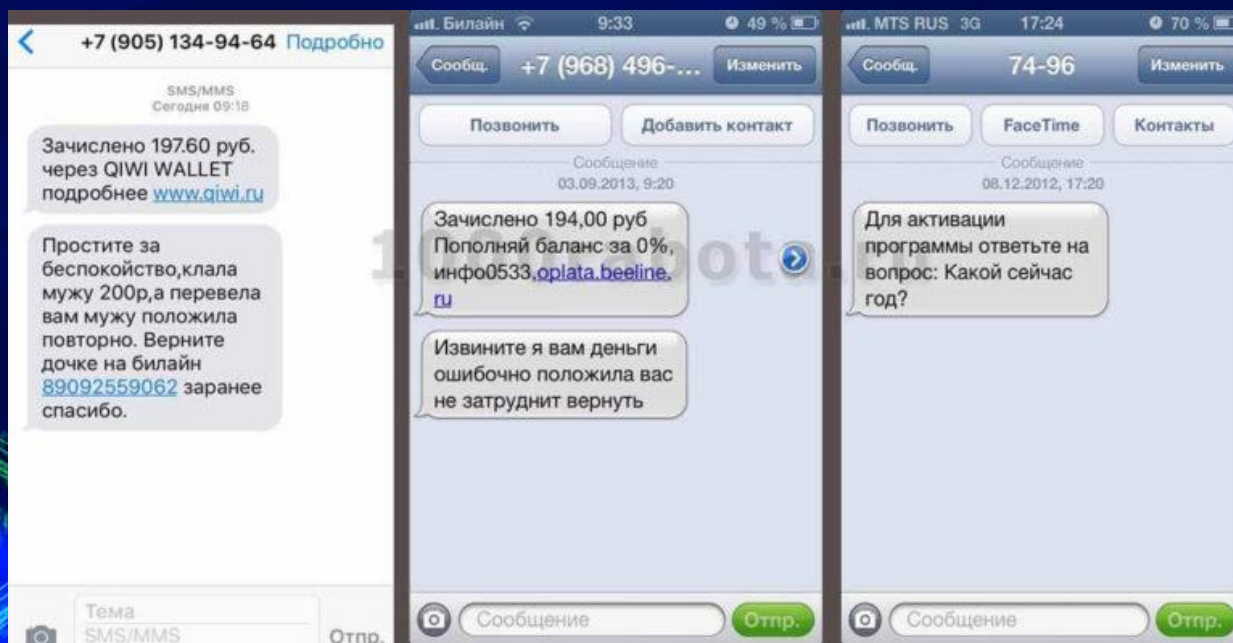 +7 (905) 134-94-64 Подробно
SMS/MMS
Сегодня 09:18
Зачислено 197.60 руб.
через QIWI WALLET
подробнее www.qiwi.ru
Простите за
беспокойство,клала
мужу 200р,а перевела
вам мужу положила
повторно. Верните
дочке на билайн
89092559062 заранее
спасибо.
Тема
SMS/MMS
Отпр.
Билайн 9:33 49 %
Сообщ. +7 (968) 496-... Изменить
Позвонить Добавить контакт
Сообщение
03.09.2013, 9:20
Зачислено 194,00 руб
Пополняй баланс за 0%,
инфо0533,oplata.beeline.
ru
Извините я вам деньги
ошибочно положила вас
не затруднит вернуть
Сообщение Отпр.
MTS RUS 3G 17:24 70 %
Сообщ. 74-96 Изменить
Позвонить FaceTime Контакты
Сообщение
08.12.2012, 17:20
Для активации
программы ответьте на
вопрос: Какой сейчас
год?
Сообщение Отпр.
1000rabota.ru